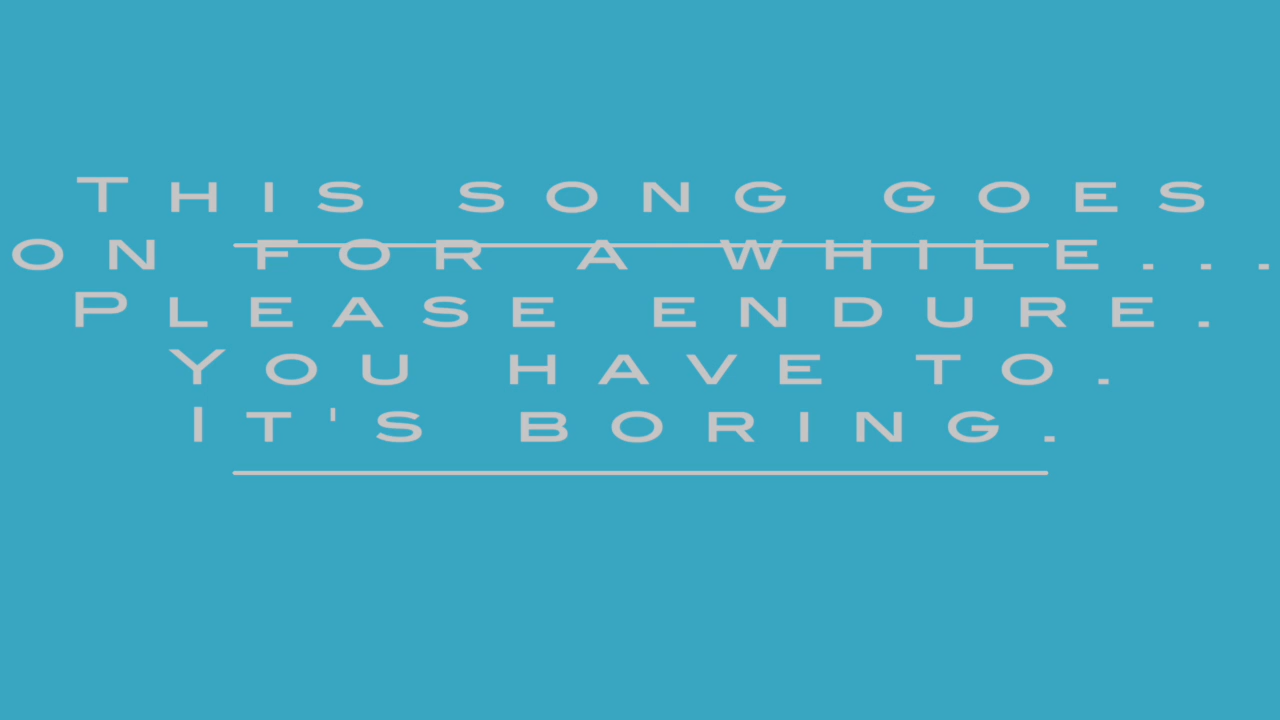 This song goes
on for a while...
Please endure.
You have to.
It's boring.